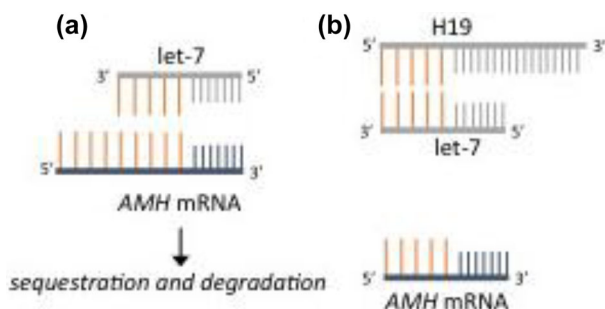 (a)
let-7
3' 5'
5' 3'
AMH mRNA
sequestration and degradation
(b)
H19
5' 3'
3' 5'
let-7
5' 3'
AMH mRNA